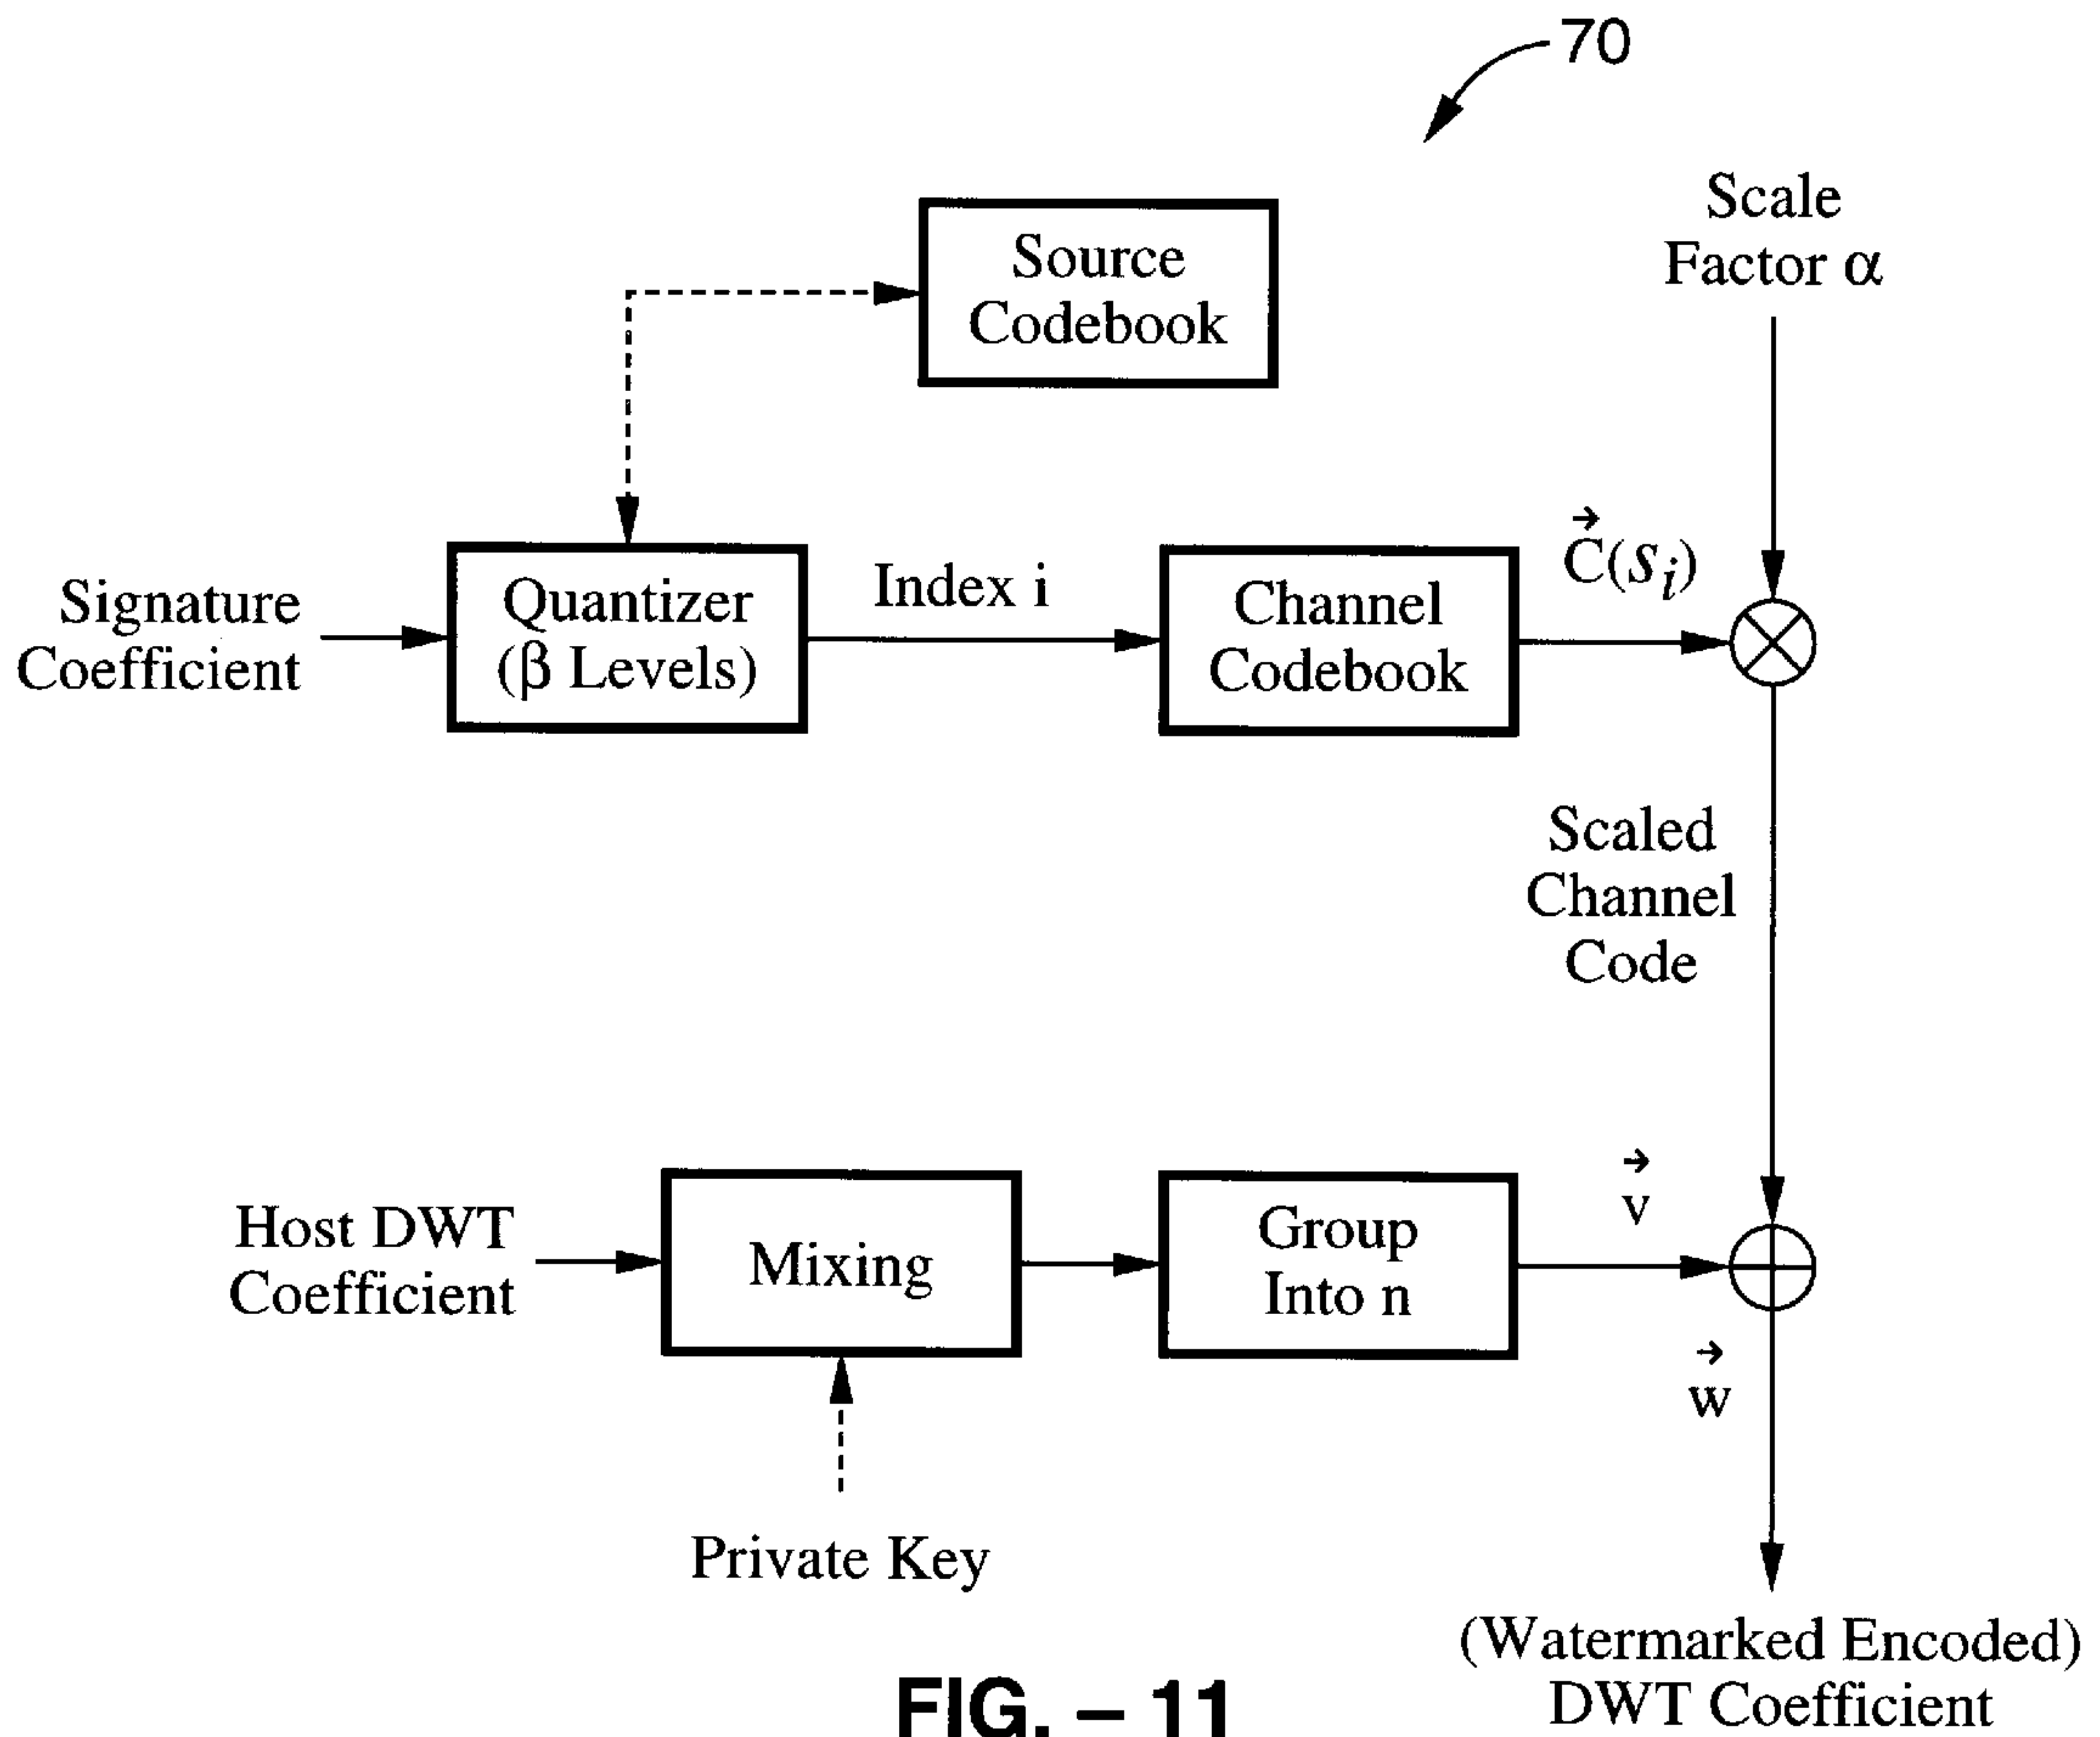 70
Source
Codebook
Scale
Factor α
Signature
Coefficient
Quantizer
(β Levels)
Index i
Channel
Codebook
C⃗(Sᵢ)
Scaled
Channel
Code
Host DWT
Coefficient
Mixing
Group
Into n
v⃗
w⃗
Private Key
(Watermarked Encoded)
DWT Coefficient
FIG. – 11